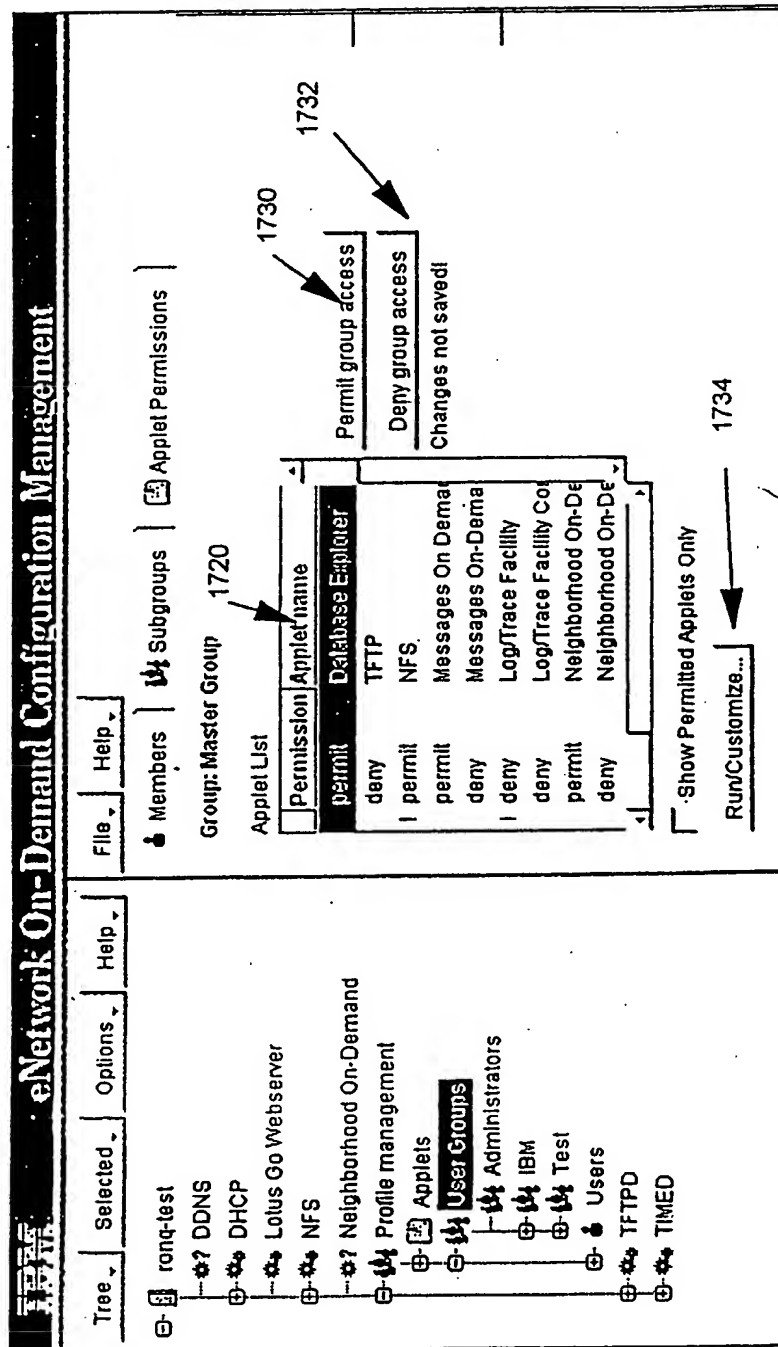 IBM eNetwork On-Demand Configuration Management
Tree Selected Options Help
ronq-test
? DDNS
DHCP
Lotus Go Webserver
NFS
? Neighborhood On-Demand
Profile management
Applets
User Groups
Administrators
IBM
Test
Users
TFTPD
TIMED
File Help
Members Subgroups Applet Permissions
Group: Master Group
1720
Applet List
Permission Applet name
permit Database Explorer
deny TFTP
permit NFS
permit Messages On Deman
deny Messages On-Dema
deny Log/Trace Facility
deny Log/Trace Facility Con
permit Neighborhood On-De
deny Neighborhood On-De
Show Permitted Applets Only
Run/Customize...
1734
Permit group access
1730
Deny group access
1732
Changes not saved!